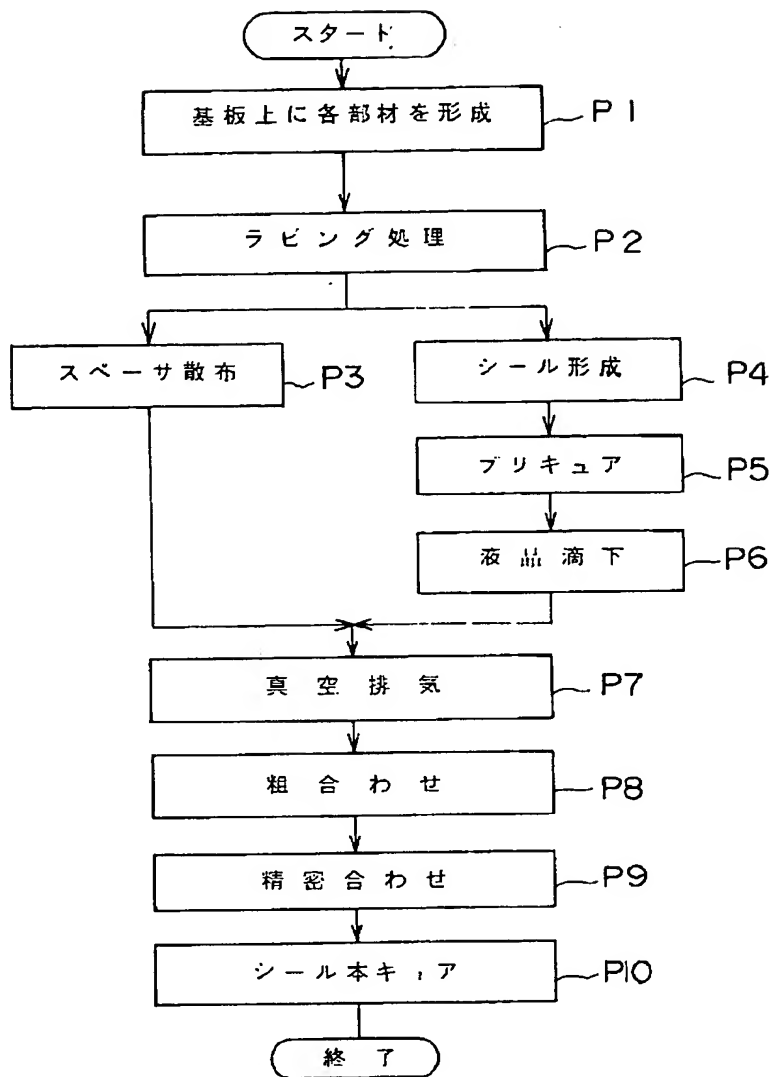 スタート
基板上に各部材を形成 P1
ラビング処理 P2
スペーサ散布 P3
シール形成 P4
プリキュア P5
液晶滴下 P6
真空排気 P7
粗合わせ P8
精密合わせ P9
シール本キュア P10
終了